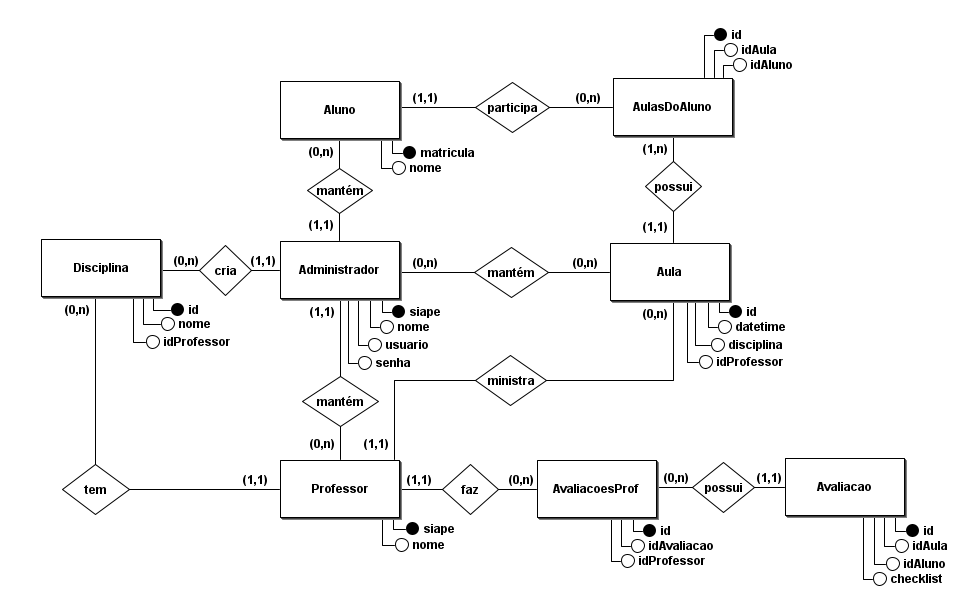 id
idAula
idAluno
Aluno
(1,1)
participa
(0,n)
AulasDoAluno
matricula
nome
(0,n)
mantém
(1,1)
(1,n)
possui
(1,1)
Disciplina
(0,n)
cria
(1,1)
Administrador
(0,n)
mantém
(0,n)
Aula
(0,n)
id
nome
idProfessor
(1,1)
siape
nome
usuario
senha
(0,n)
id
datetime
disciplina
idProfessor
mantém
ministra
(0,n)
(1,1)
tem
(1,1)
Professor
(1,1)
faz
(0,n)
AvaliacoesProf
(0,n)
possui
(1,1)
Avaliacao
siape
nome
id
idAvaliacao
idProfessor
id
idAula
idAluno
checklist